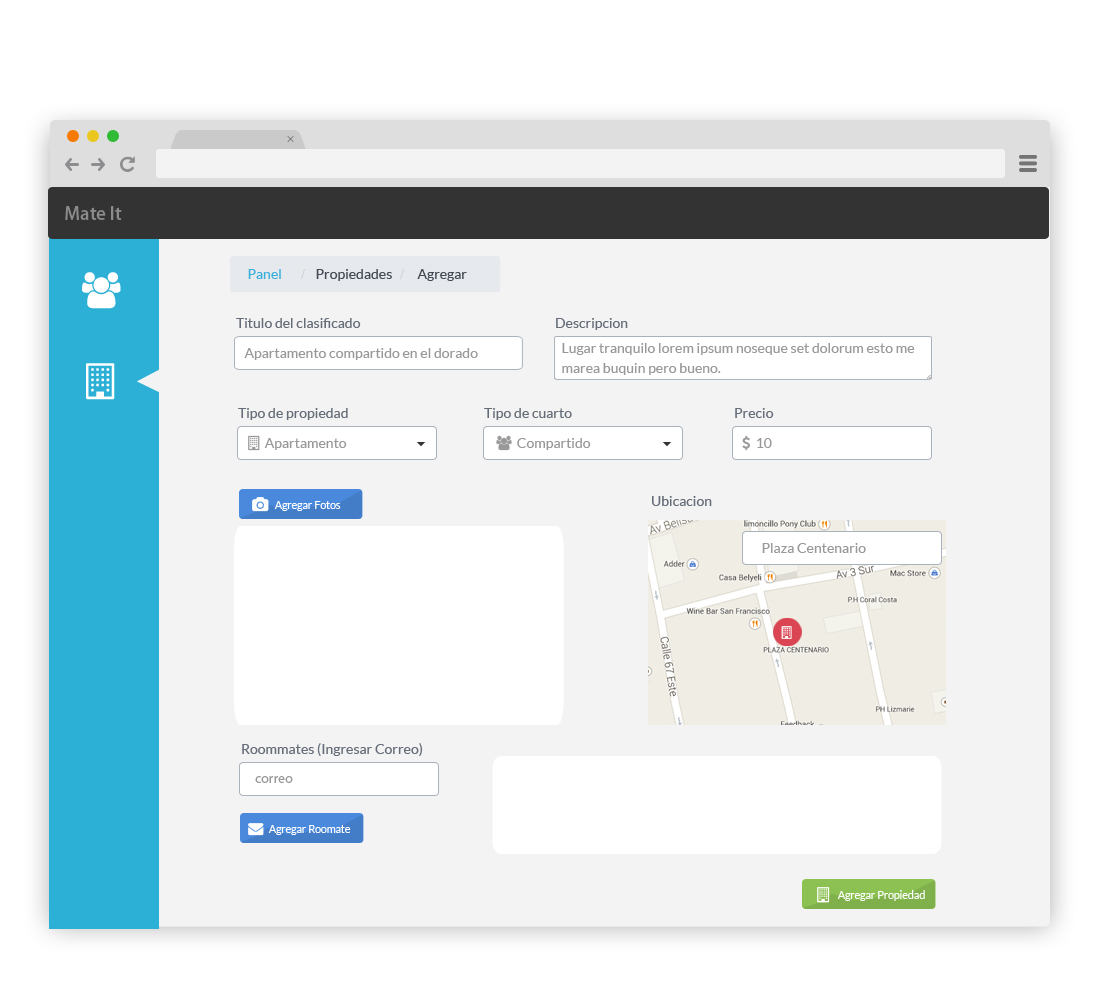 Mate It
Panel / Propiedades / Agregar
Titulo del clasificado
Descripcion
Apartamento compartido en el dorado
Lugar tranquilo lorem ipsum noseque set dolorum esto me
marea buquin pero bueno.
Tipo de propiedad
Tipo de cuarto
Precio
Apartamento
Compartido
$ 10
Agregar Fotos
Ubicacion
limoncillo Pony Club
Plaza Centenario
Adder
Casa Belyeli
Av 3 Sur
Mac Store
P.H Coral Costa
Wine Bar San Francisco
PLAZA CENTENARIO
Calle 67 Este
PH Lizmarie
Feedback
Roommates (Ingresar Correo)
correo
Agregar Roomate
Agregar Propiedad